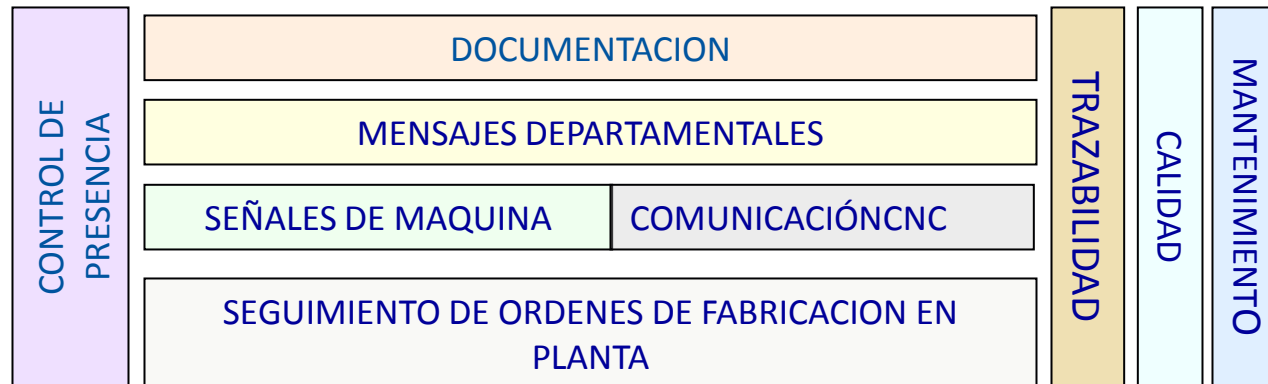 CONTROL DE
PRESENCIA
DOCUMENTACION
MENSAJES DEPARTAMENTALES
SEÑALES DE MAQUINA
COMUNICACIÓNCNC
SEGUIMIENTO DE ORDENES DE FABRICACION EN
PLANTA
TRAZABILIDAD
CALIDAD
MANTENIMIENTO